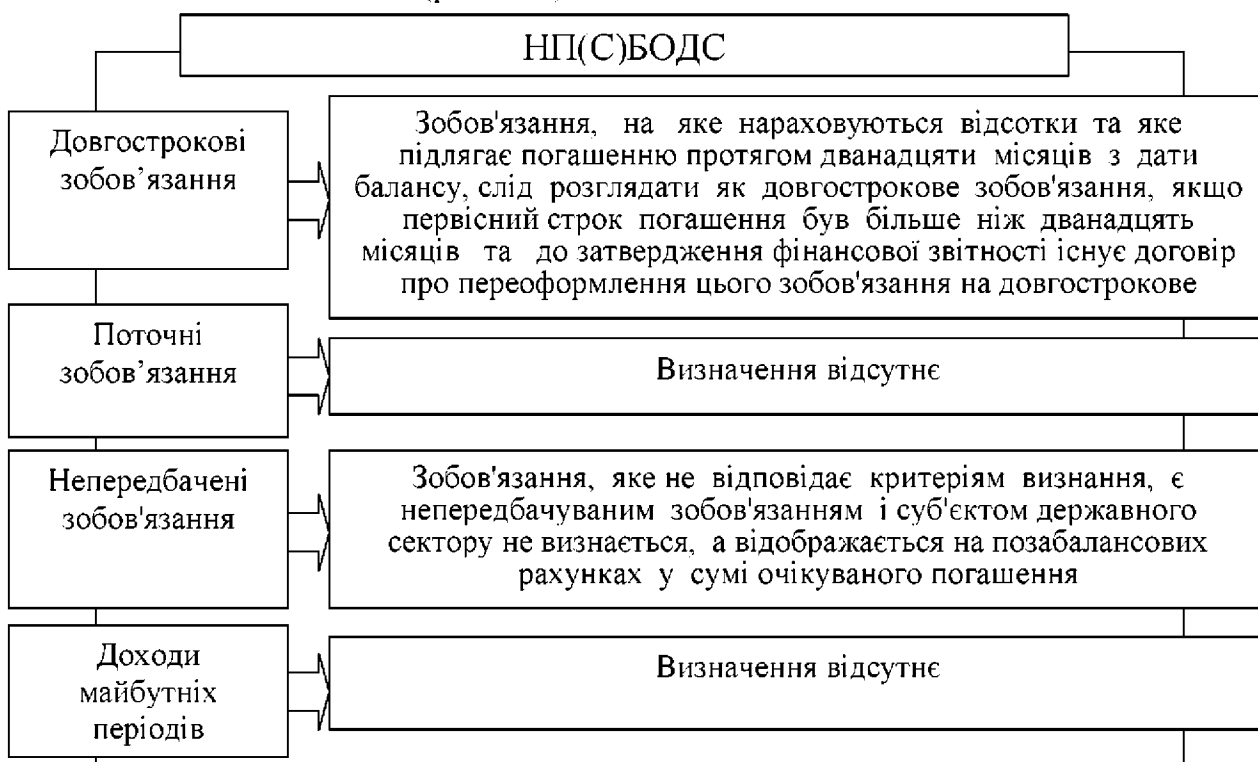 НП(С)БОДС
Довгострокові
зобов’язання
Зобов'язання, на яке нараховуються відсотки та яке
підлягає погашенню протягом дванадцяти місяців з дати
балансу, слід розглядати як довгострокове зобов'язання, якщо
первісний строк погашення був більше ніж дванадцять
місяців та до затвердження фінансової звітності існує договір
про переоформлення цього зобов'язання на довгострокове
Поточні
зобов’язання
Визначення відсутнє
Непередбачені
зобов'язання
Зобов'язання, яке не відповідає критеріям визнання, є
непередбачуваним зобов'язанням і суб'єктом державного
сектору не визнається, а відображається на позабалансових
рахунках у сумі очікуваного погашення
Доходи
майбутніх
періодів
Визначення відсутнє